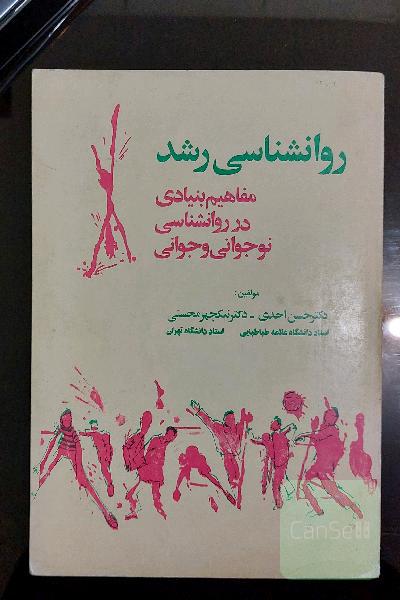 روانشناسی رشد
مفاهیم بنیادی
در روانشناسی
نوجوانی و جوانی
مولفین:
دکتر حسن احدی - دکتر نیکچهر محسنی
استاد دانشگاه علامه طباطبایی استاد دانشگاه تهران
CanSell